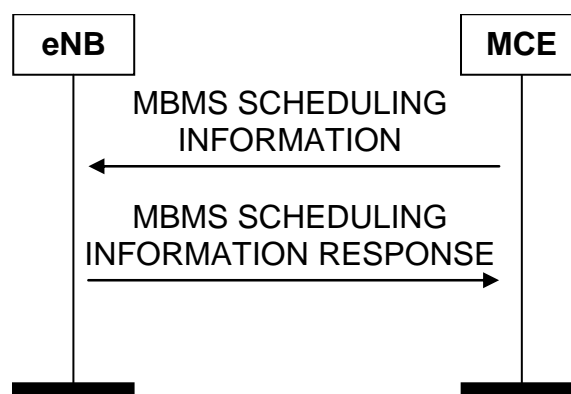 eNB
MCE
MBMS SCHEDULING
INFORMATION
MBMS SCHEDULING
INFORMATION RESPONSE